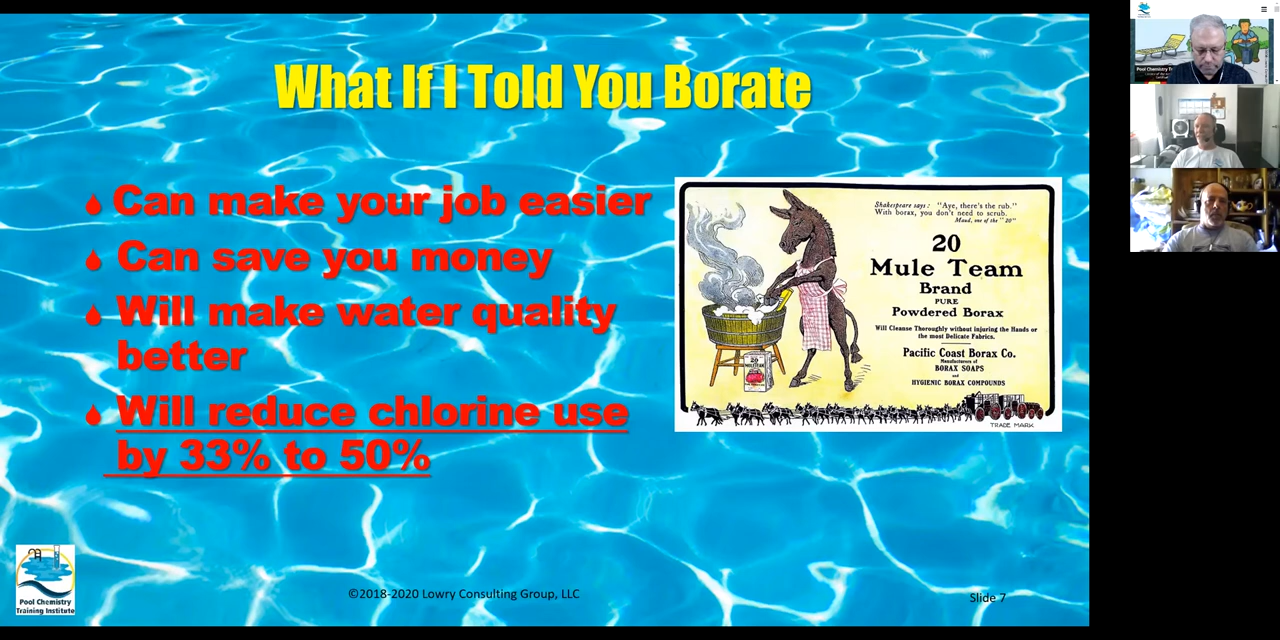 What If I Told You Borate
Can make your job easier
Can save you money
Will make water quality
better
Will reduce chlorine use
by 33% to 50%
Shakespeare says: "Aye, there's the rub."
With borax, you don't need to scrub.
Maud, one of the "20"
20
Mule Team
Brand
PURE
Powdered Borax
Will Cleanse Thoroughly without injuring the Hands or
the most Delicate Fabrics.
Pacific Coast Borax Co.
Manufacturers of
BORAX SOAPS
and
HYGIENIC BORAX COMPOUNDS
TRADE MARK
Pool Chemistry
Training Institute
©2018-2020 Lowry Consulting Group, LLC
Slide 7